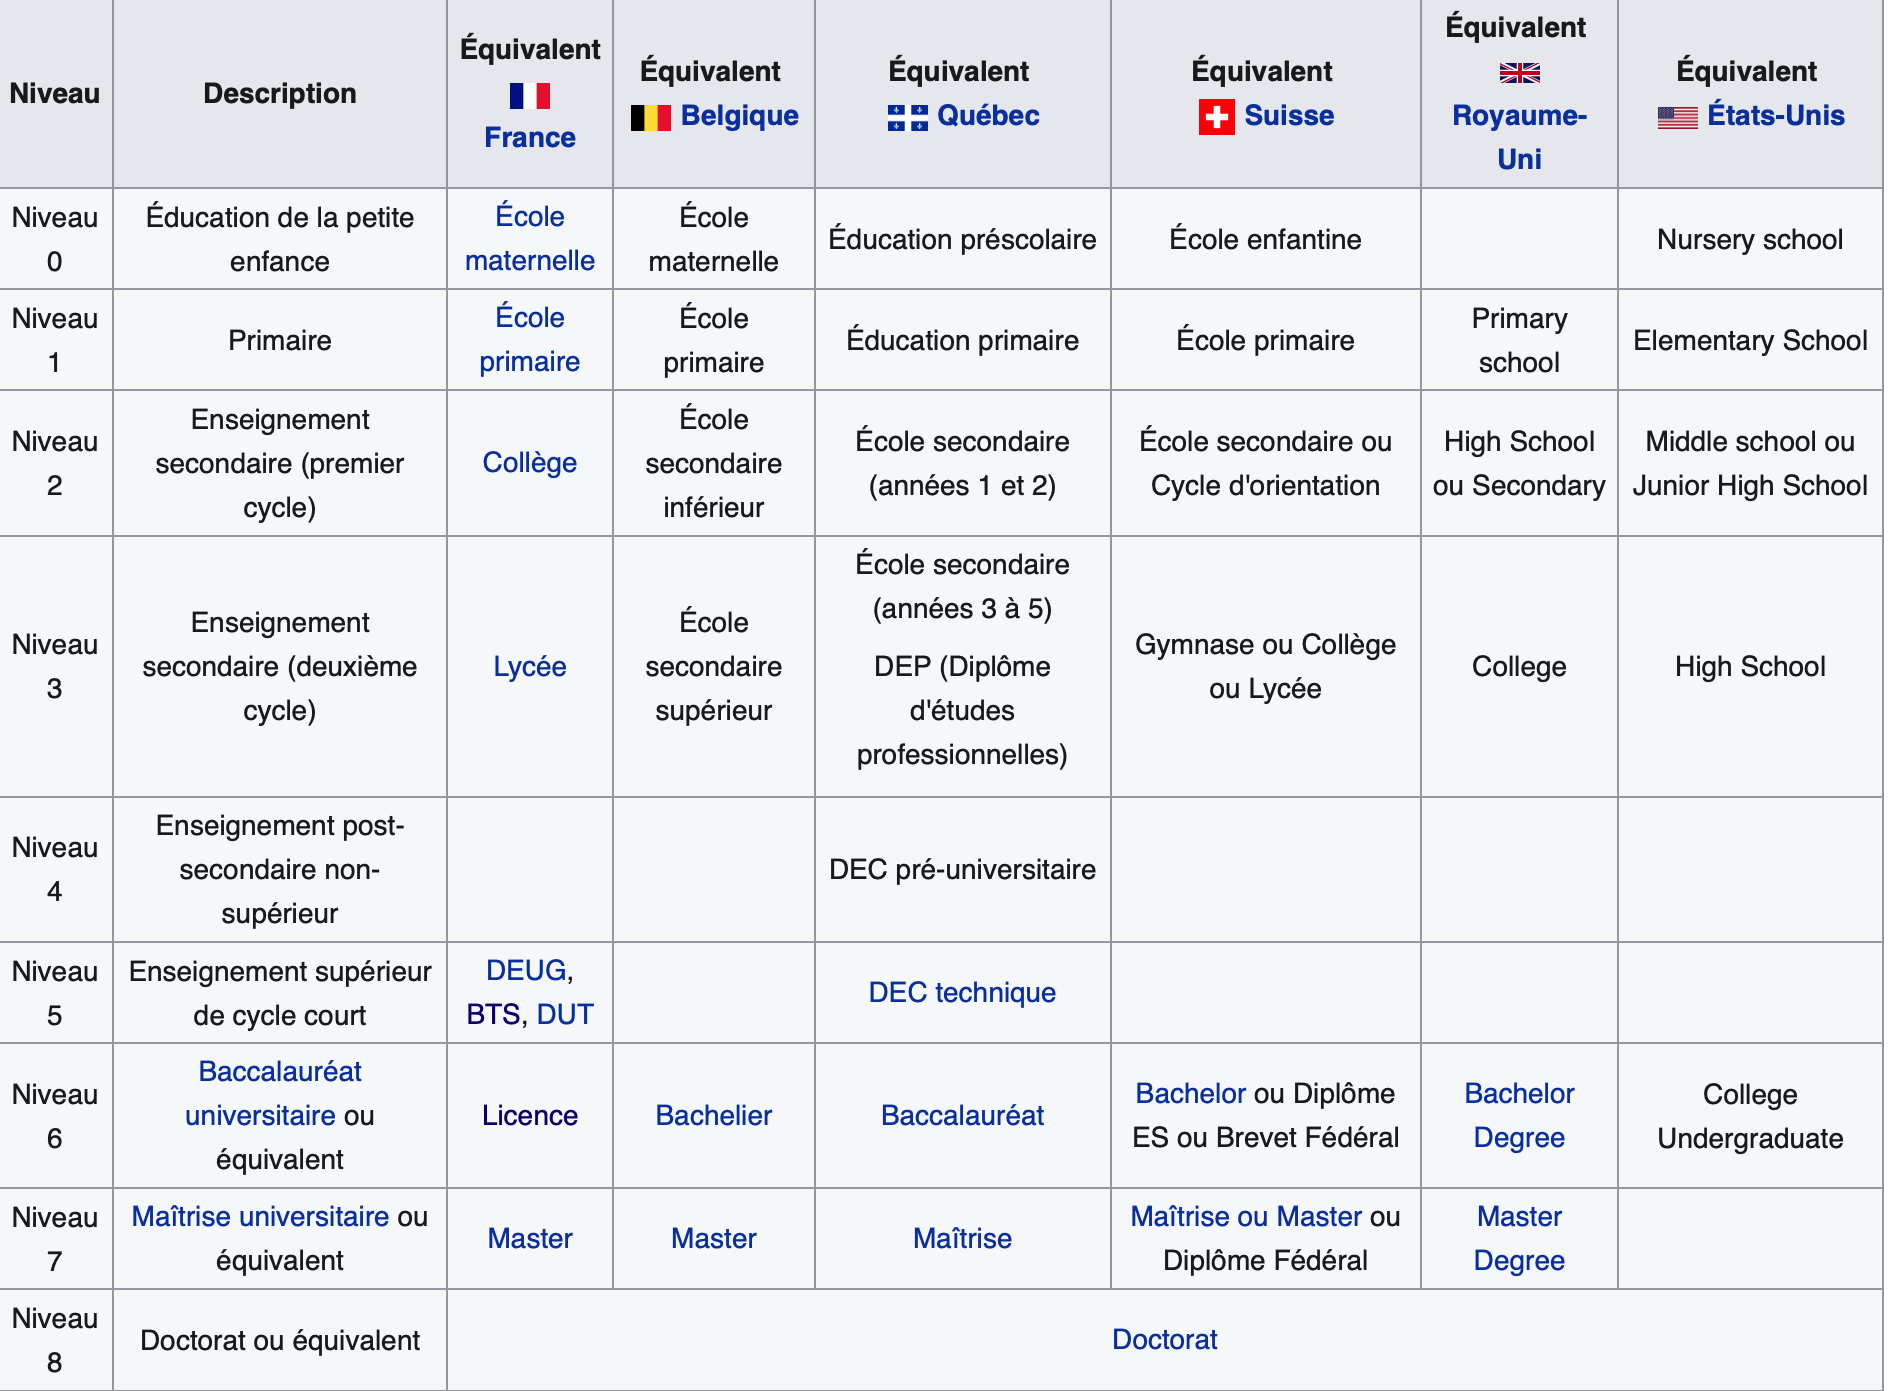 Niveau
Description
Équivalent
France
Équivalent
Belgique
Équivalent
Québec
Équivalent
Suisse
Équivalent
Royaume-
Uni
Équivalent
États-Unis
Niveau
0
Éducation de la petite
enfance
École
maternelle
École
maternelle
Éducation préscolaire
École enfantine
Nursery school
Niveau
1
Primaire
École
primaire
École
primaire
Éducation primaire
École primaire
Primary
school
Elementary School
Niveau
2
Enseignement
secondaire (premier
cycle)
Collège
École
secondaire
inférieur
École secondaire
(années 1 et 2)
École secondaire ou
Cycle d'orientation
High School
ou Secondary
Middle school ou
Junior High School
Niveau
3
Enseignement
secondaire (deuxième
cycle)
Lycée
École
secondaire
supérieur
École secondaire
(années 3 à 5)
DEP (Diplôme
d'études
professionnelles)
Gymnase ou Collège
ou Lycée
College
High School
Niveau
4
Enseignement post-
secondaire non-
supérieur
DEC pré-universitaire
Niveau
5
Enseignement supérieur
de cycle court
DEUG,
BTS, DUT
DEC technique
Niveau
6
Baccalauréat
universitaire ou
équivalent
Licence
Bachelier
Baccalauréat
Bachelor ou Diplôme
ES ou Brevet Fédéral
Bachelor
Degree
College
Undergraduate
Niveau
7
Maîtrise universitaire ou
équivalent
Master
Master
Maîtrise
Maîtrise ou Master ou
Diplôme Fédéral
Master
Degree
Niveau
8
Doctorat ou équivalent
Doctorat